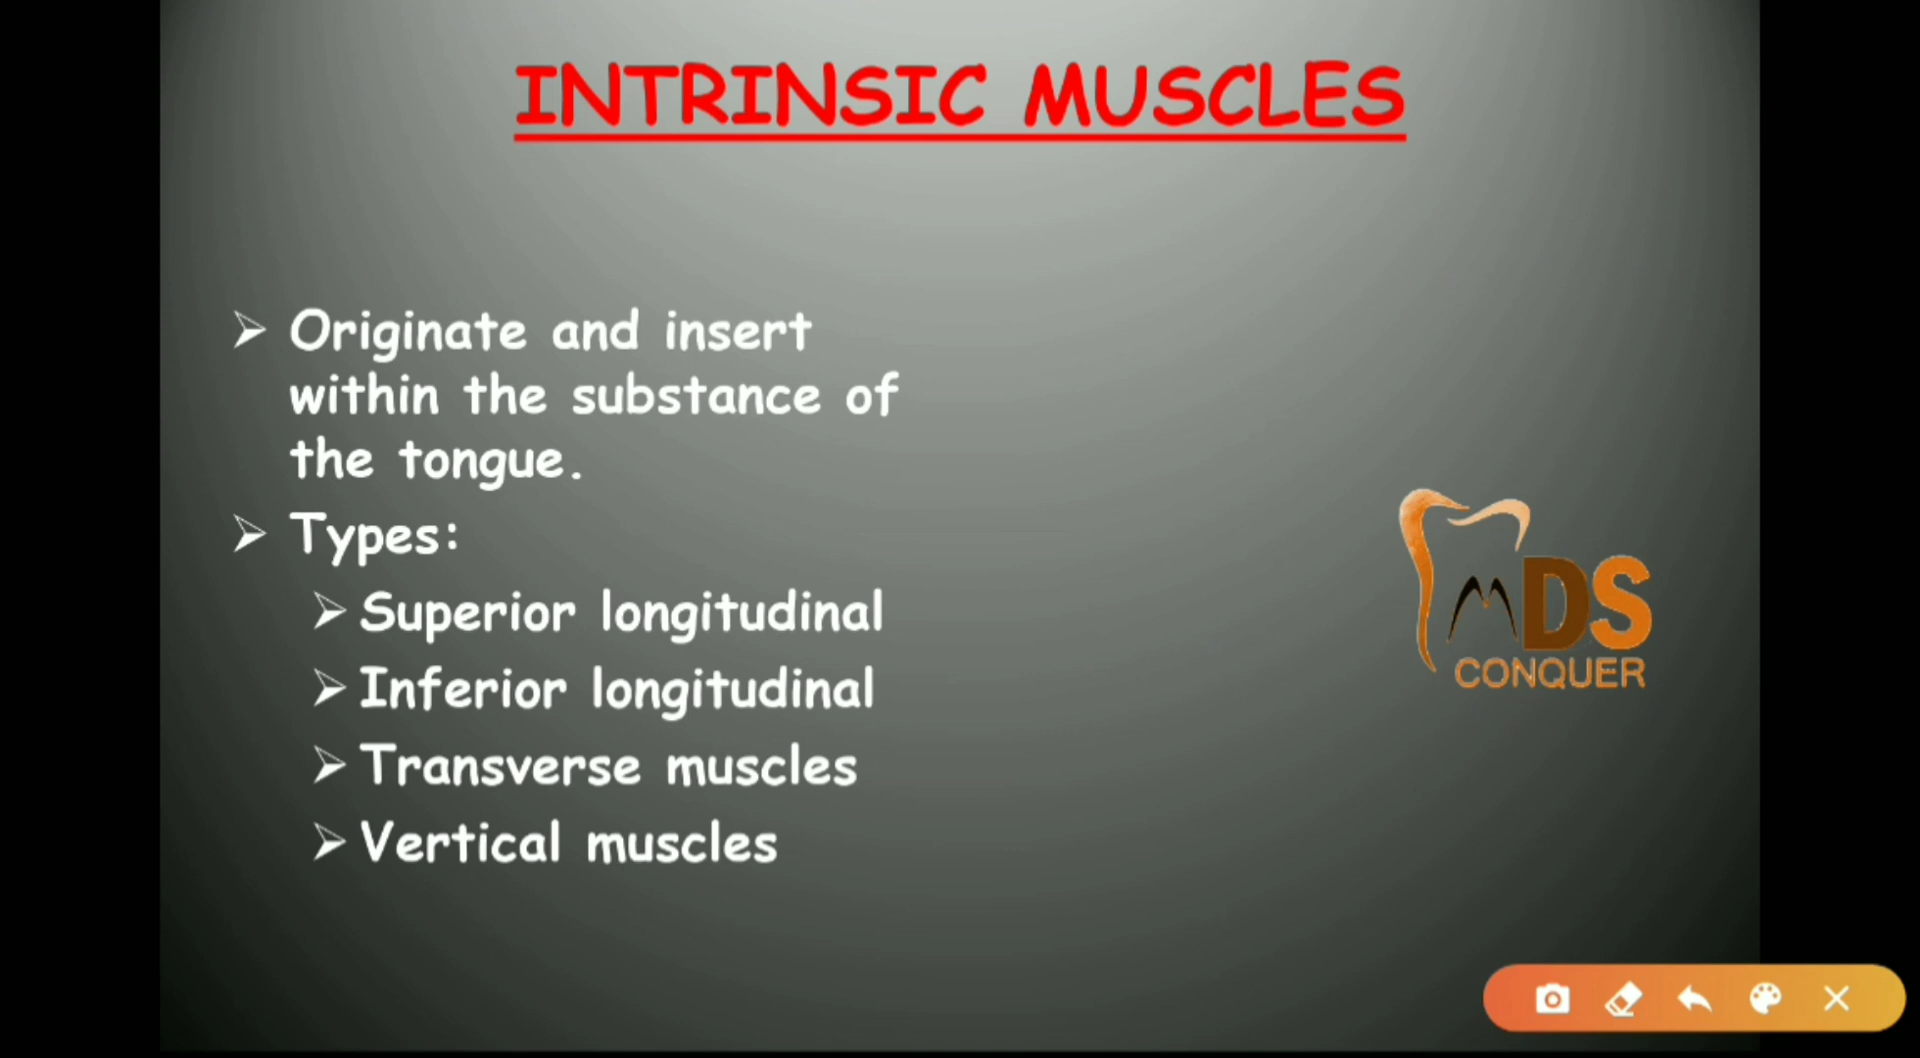 INTRINSIC MUSCLES
➢ Originate and insert
within the substance of
the tongue.
➢ Types:
➢ Superior longitudinal
➢ Inferior longitudinal
➢ Transverse muscles
➢ Vertical muscles
MDS
CONQUER